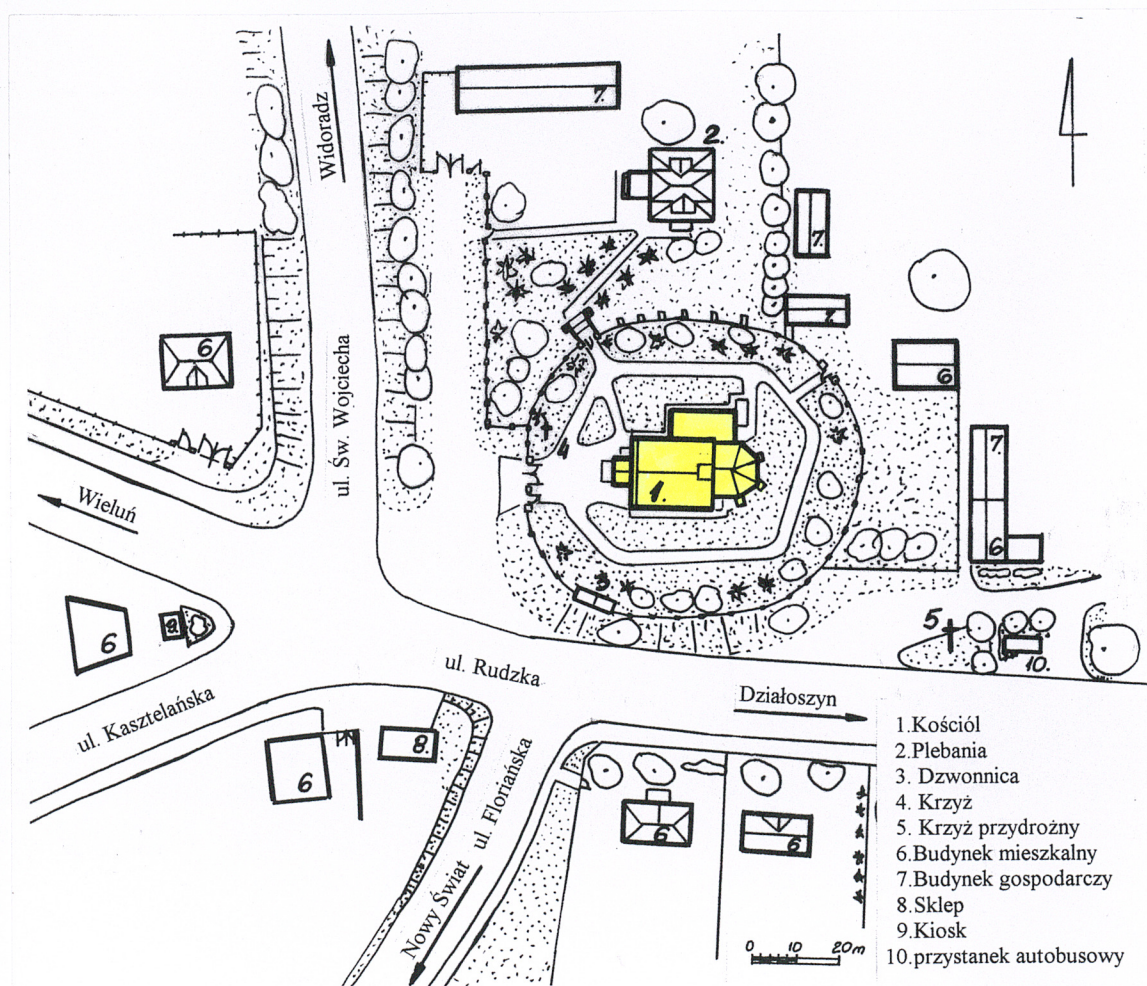 7.
2.
Widoradz
7.
7.
6
6
ul. Św. Wojciecha
4
7.
1.
Wieluń
6
3
5
6
9.
10.
ul. Rudzka
ul. Kasztelańska
Działoszyn
8.
6
ul. Floriańska
Nowy Świat
6
6
0 10 20m
1.Kościól
2.Plebania
3. Dzwonnica
4. Krzyż
5. Krzyż przydrożny
6.Budynek mieszkalny
7.Budynek gospodarczy
8.Sklep
9.Kiosk
10.przystanek autobusowy